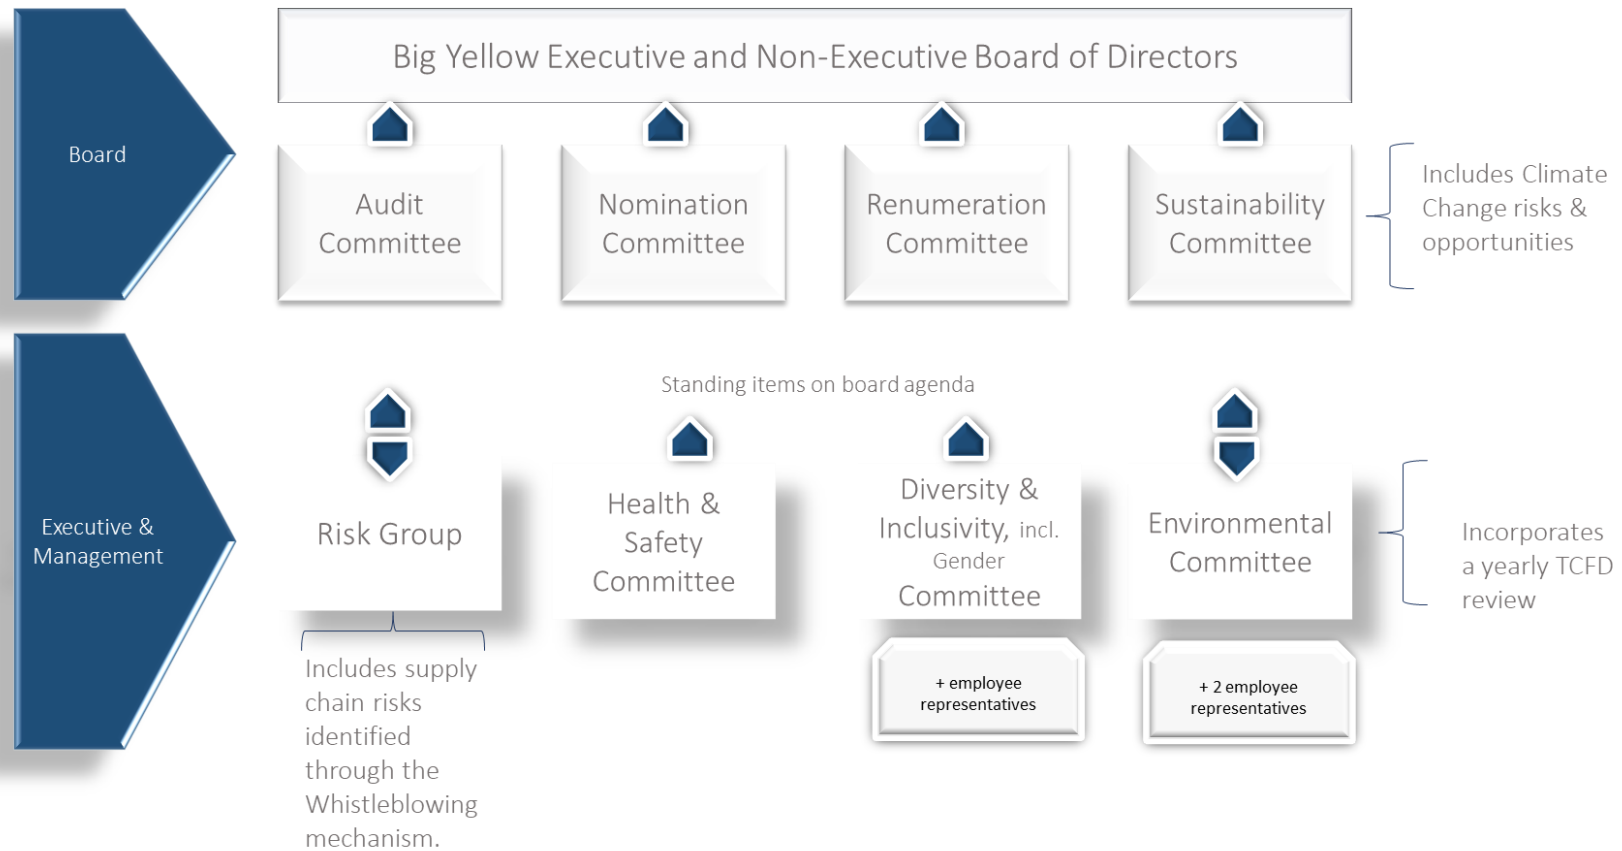 Big Yellow Executive and Non-Executive Board of Directors
Board
Audit
Committee
Nomination
Committee
Renumeration
Committee
Sustainability
Committee
Includes Climate
Change risks &
opportunities
Standing items on board agenda
Executive &
Management
Risk Group
Health &
Safety
Committee
Diversity &
Inclusivity, incl.
Gender
Committee
Environmental
Committee
Incorporates
a yearly TCFD
review
Includes supply
chain risks
identified
through the
Whistleblowing
mechanism.
+ employee
representatives
+ 2 employee
representatives